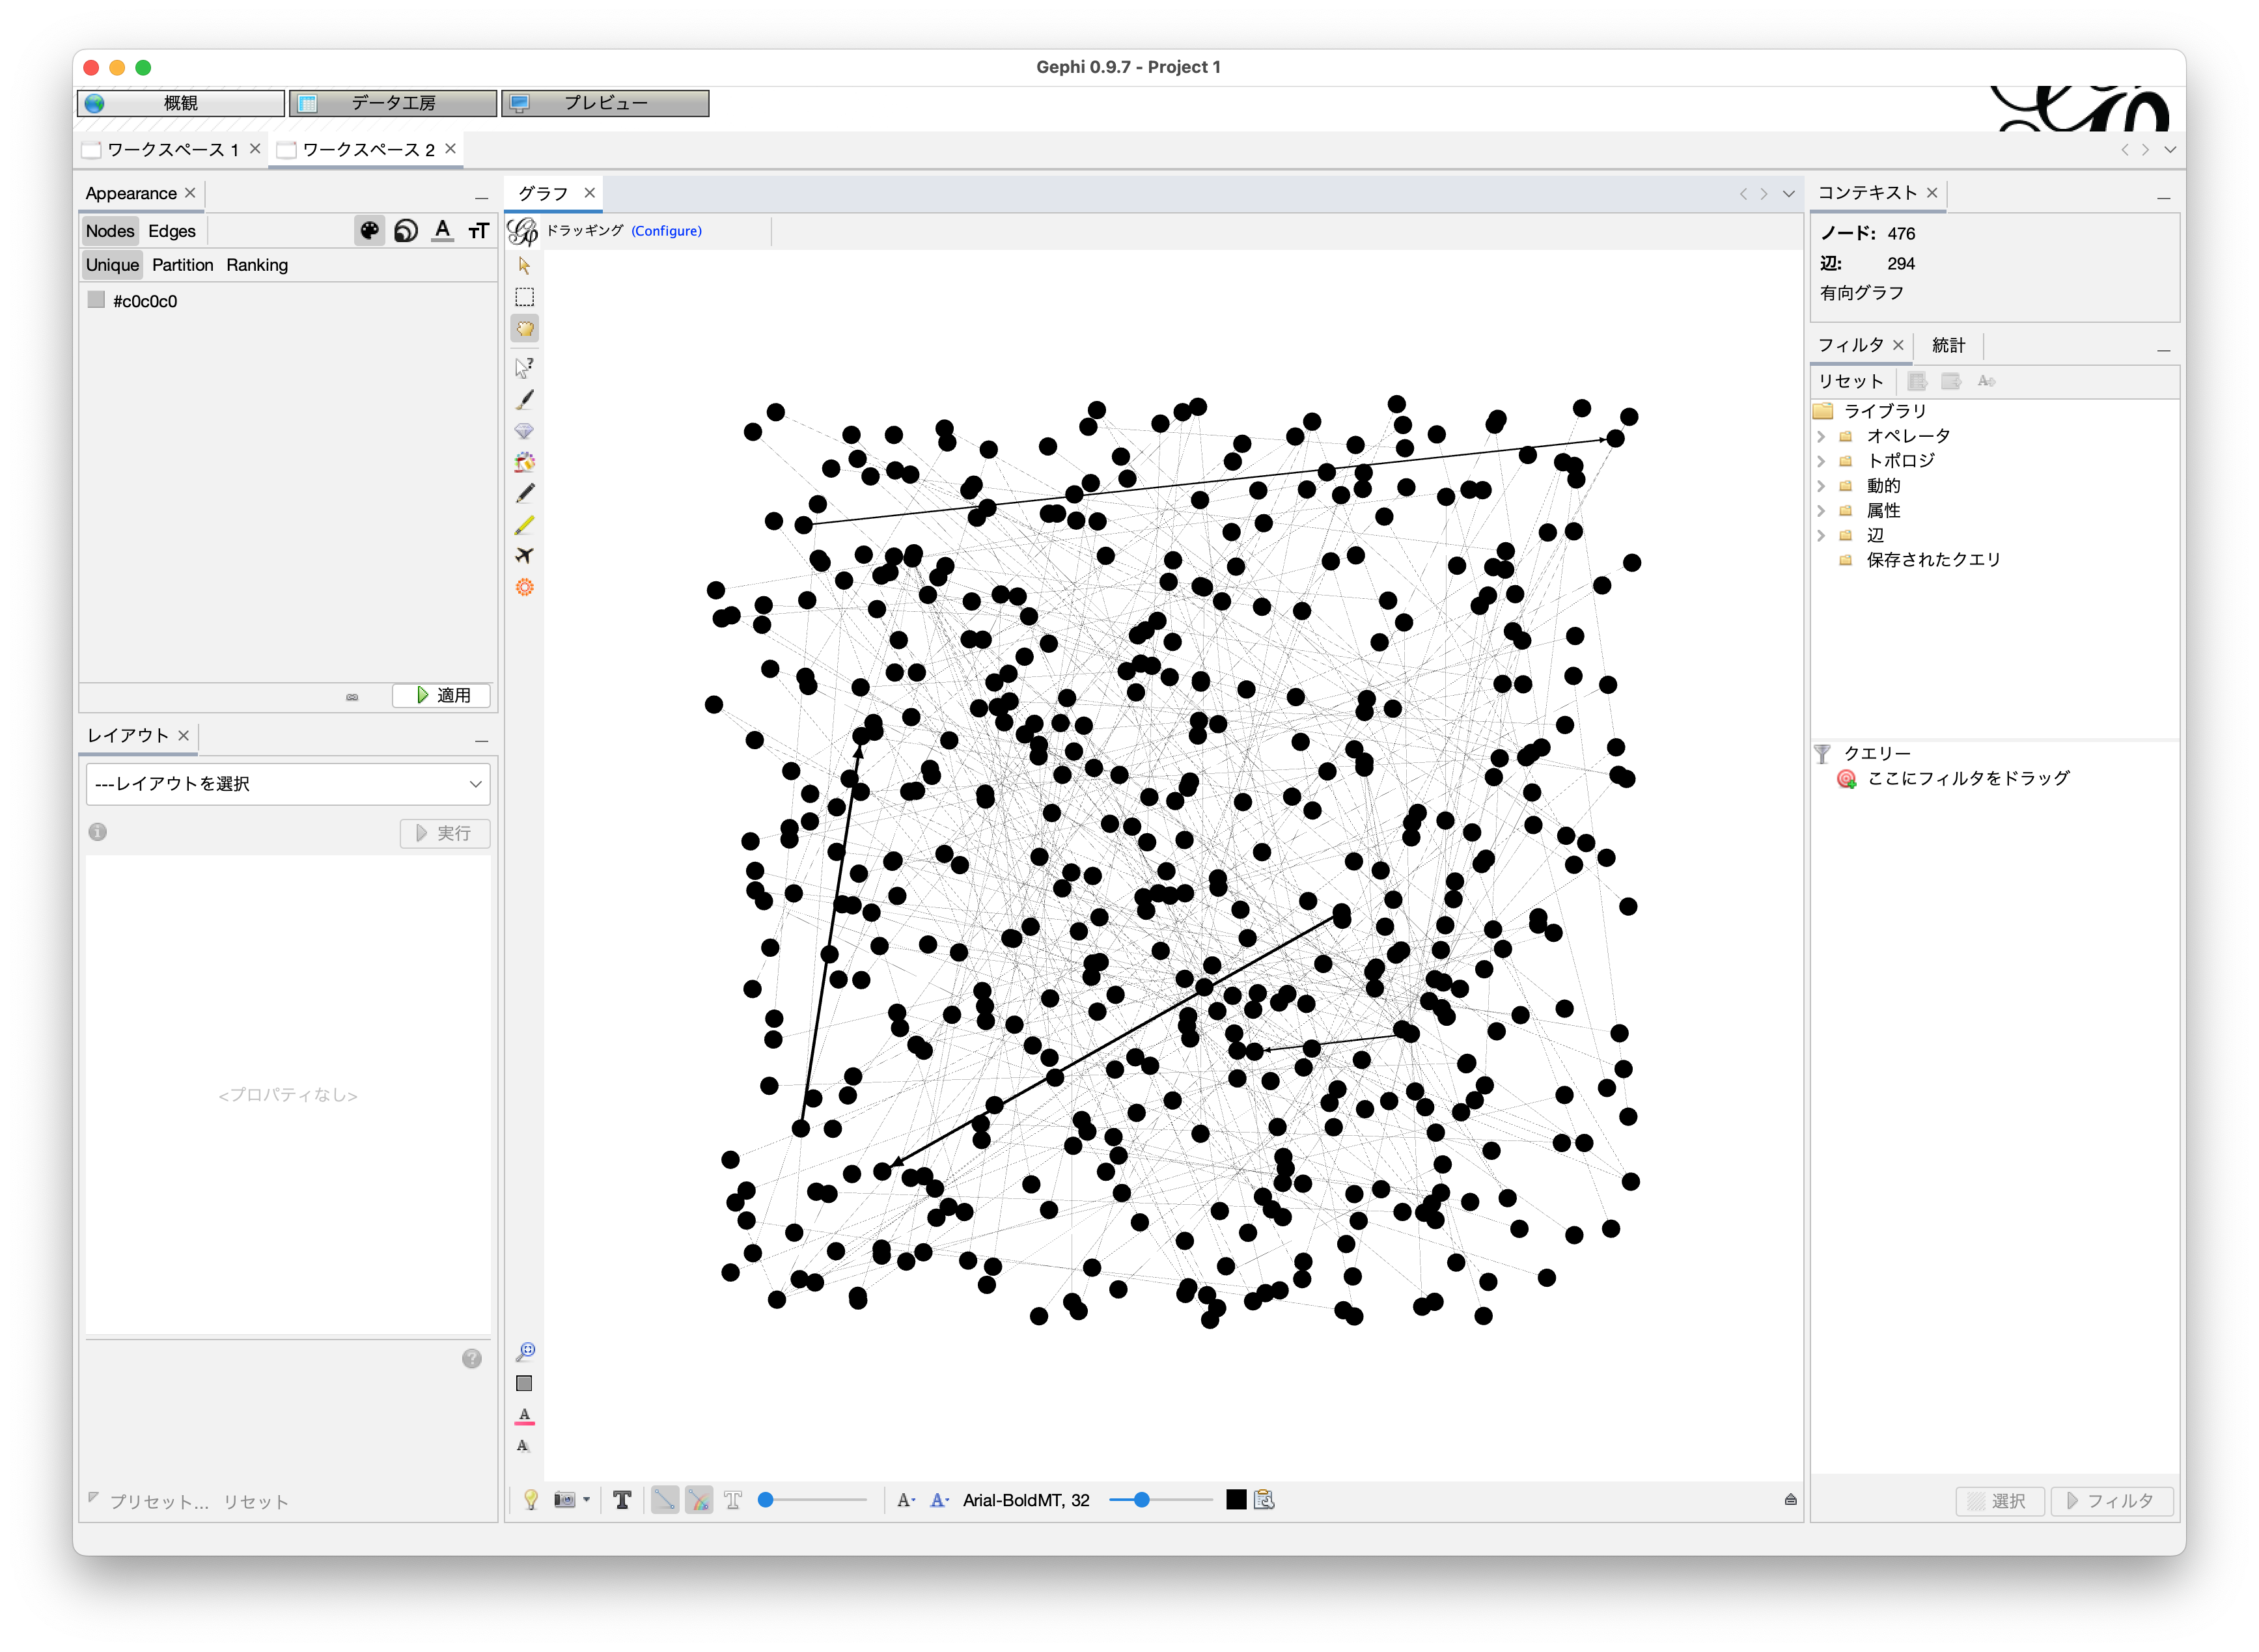 Gephi 0.9.7 - Project 1
概観
データ工房
プレビュー
ワークスペース 1
ワークスペース 2
Appearance
Nodes Edges
Unique Partition Ranking
#c0c0c0
適用
レイアウト
---レイアウトを選択
実行
<プロパティなし>
プリセット... リセット
グラフ
ドラッギング (Configure)
Arial-BoldMT, 32
コンテキスト
ノード: 476
辺: 294
有向グラフ
フィルタ 統計
リセット
ライブラリ
オペレータ
トポロジ
動的
属性
辺
保存されたクエリ
クエリー
ここにフィルタをドラッグ
選択
フィルタ